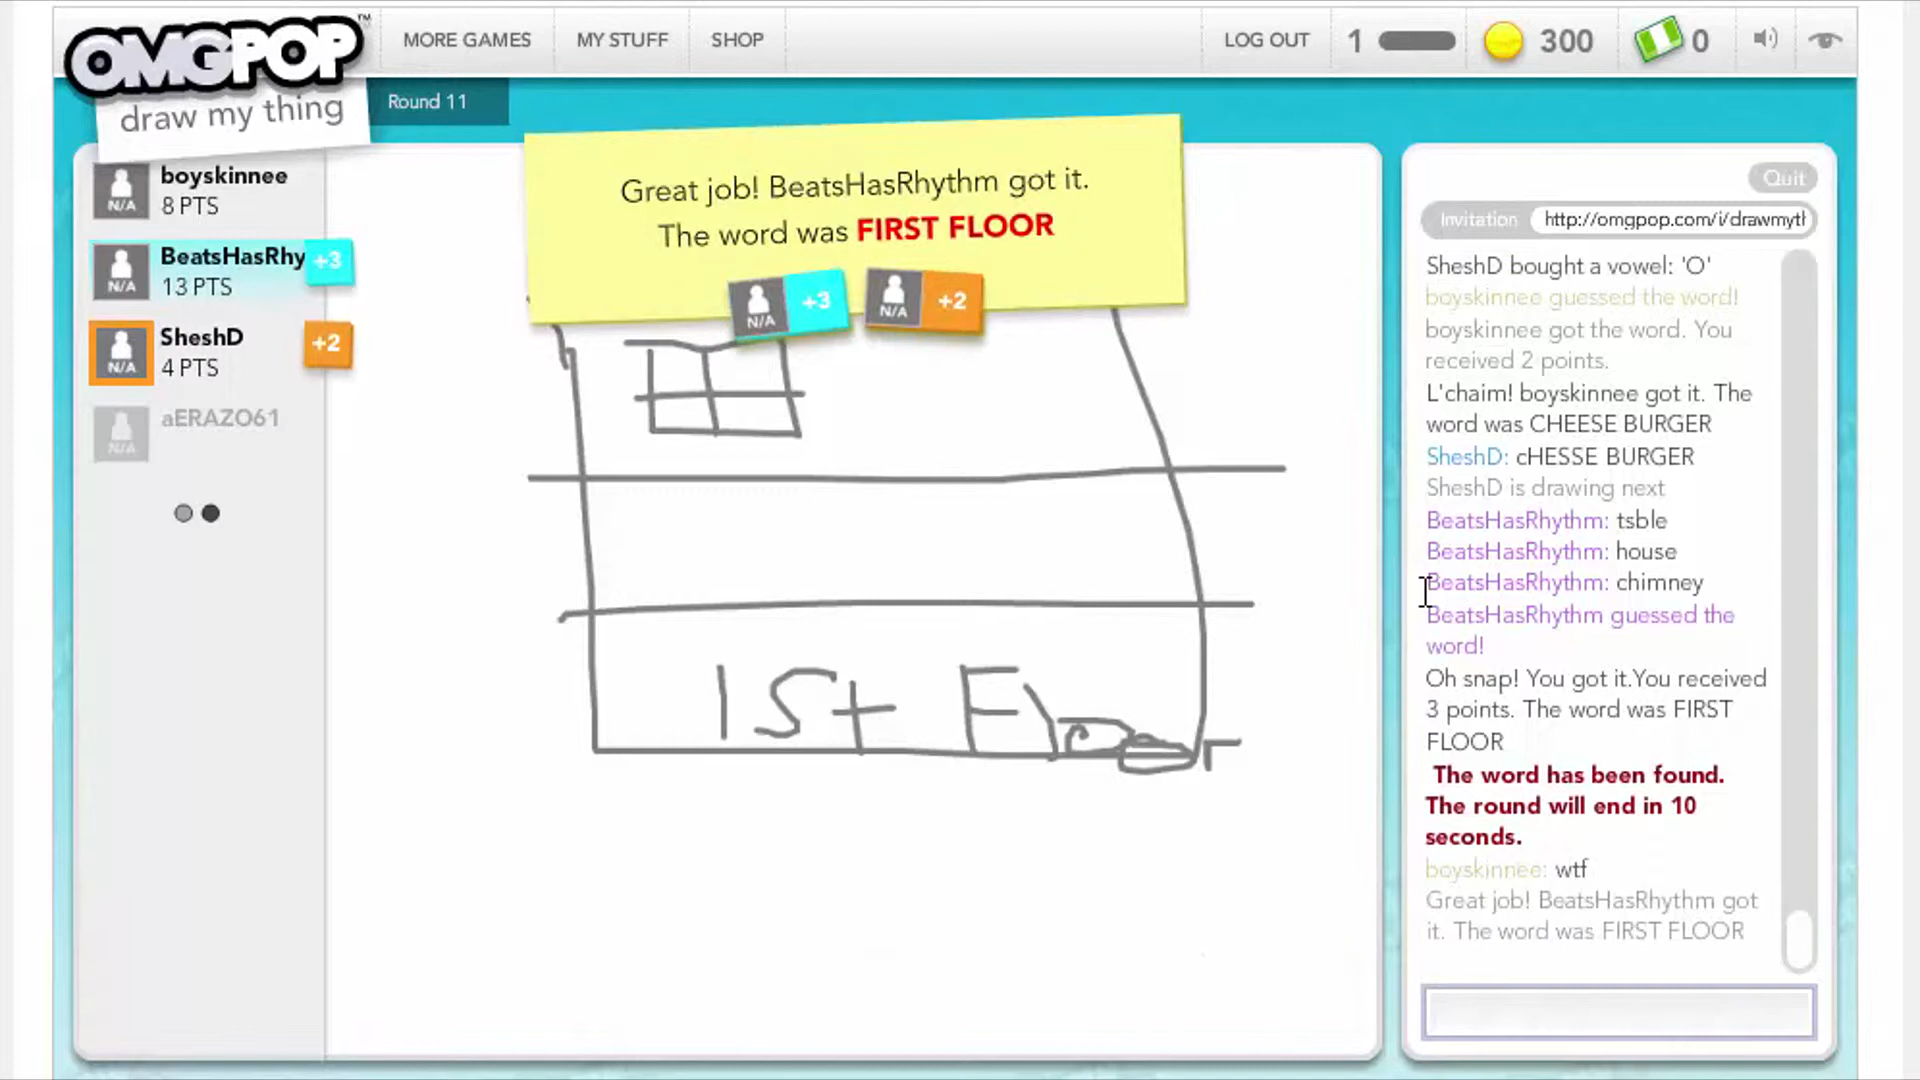 OMGPOP™
MORE GAMES
MY STUFF
SHOP
LOG OUT
1
300
0
draw my thing
Round 11
boyskinnee
8 PTS
N/A
BeatsHasRhy
+3
13 PTS
N/A
SheshD
+2
4 PTS
N/A
aERAZO61
N/A
Great job! BeatsHasRhythm got it.
The word was FIRST FLOOR
N/A +3
N/A +2
1St Floor
Quit
Invitation http://omgpop.com/i/drawmyth
SheshD bought a vowel: 'O'
boyskinnee guessed the word!
boyskinnee got the word. You
received 2 points.
L'chaim! boyskinnee got it. The
word was CHEESE BURGER
SheshD: cHESSE BURGER
SheshD is drawing next
BeatsHasRhythm: tsble
BeatsHasRhythm: house
BeatsHasRhythm: chimney
BeatsHasRhythm guessed the
word!
Oh snap! You got it.You received
3 points. The word was FIRST
FLOOR
The word has been found.
The round will end in 10
seconds.
boyskinnee: wtf
Great job! BeatsHasRhythm got
it. The word was FIRST FLOOR